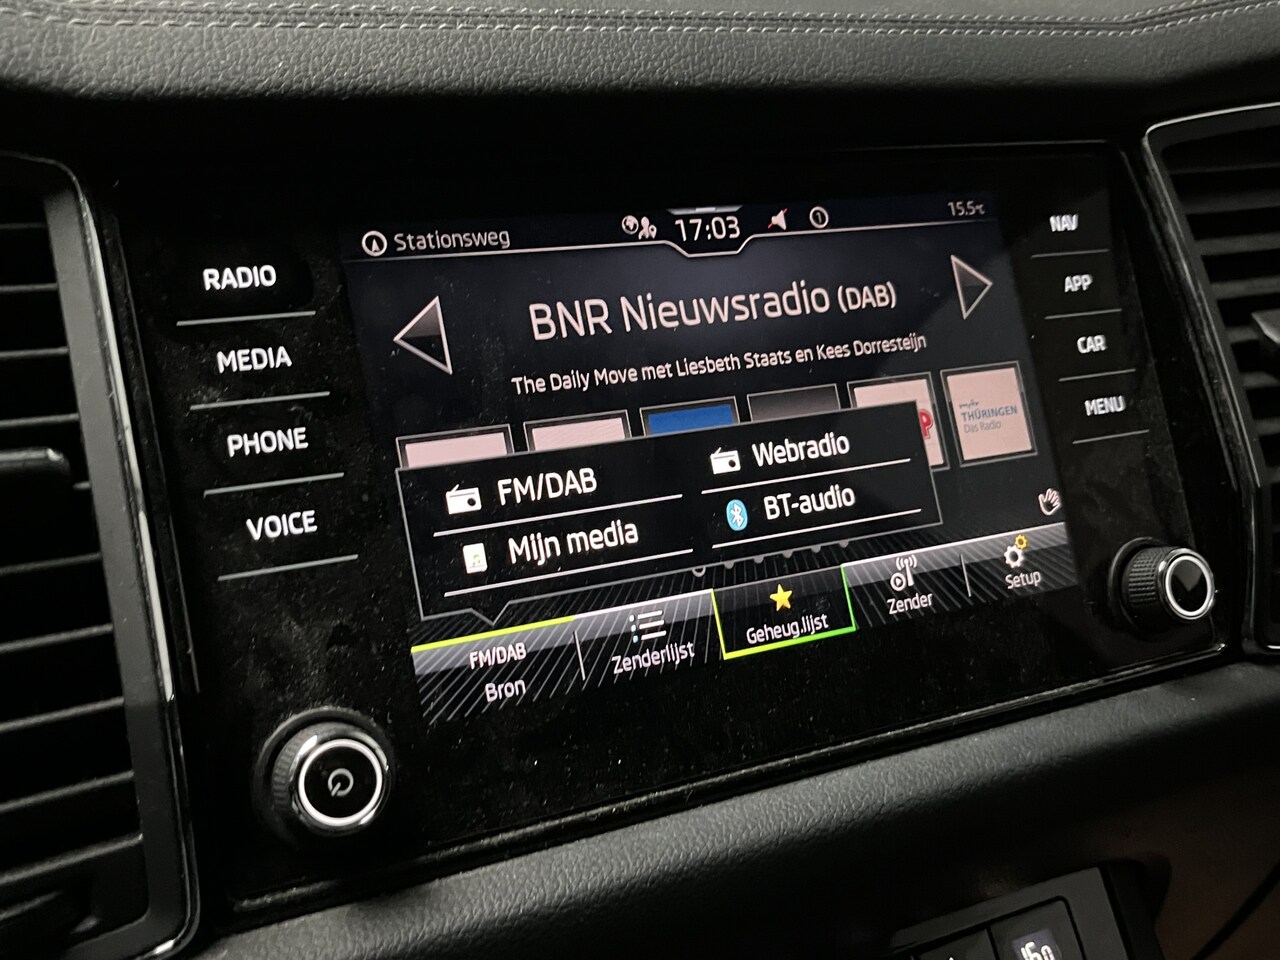 Stationsweg
17:03
1
15.5°C
BNR Nieuwsradio (DAB)
The Daily Move met Liesbeth Staats en Kees Dorresteijn
mdr
THÜRINGEN
Das Radio
P
FM/DAB
Webradio
Mijn media
BT-audio
FM/DAB
Bron
Zenderlijst
Geheug.lijst
Zender
Setup
RADIO
MEDIA
PHONE
VOICE
NAV
APP
CAR
MENU